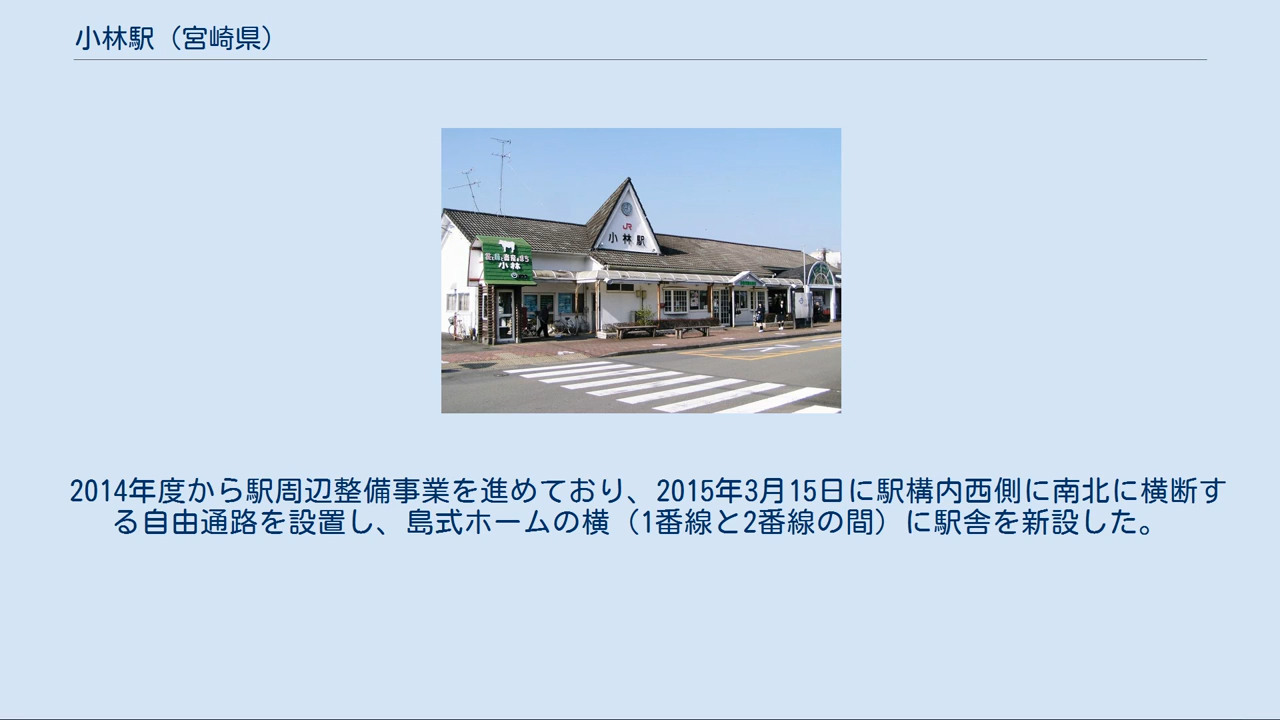 小林駅（宮崎県）
JR
小林駅
小林
2014年度から駅周辺整備事業を進めており、2015年3月15日に駅構内西側に南北に横断す
る自由通路を設置し、島式ホームの横（1番線と2番線の間）に駅舎を新設した。